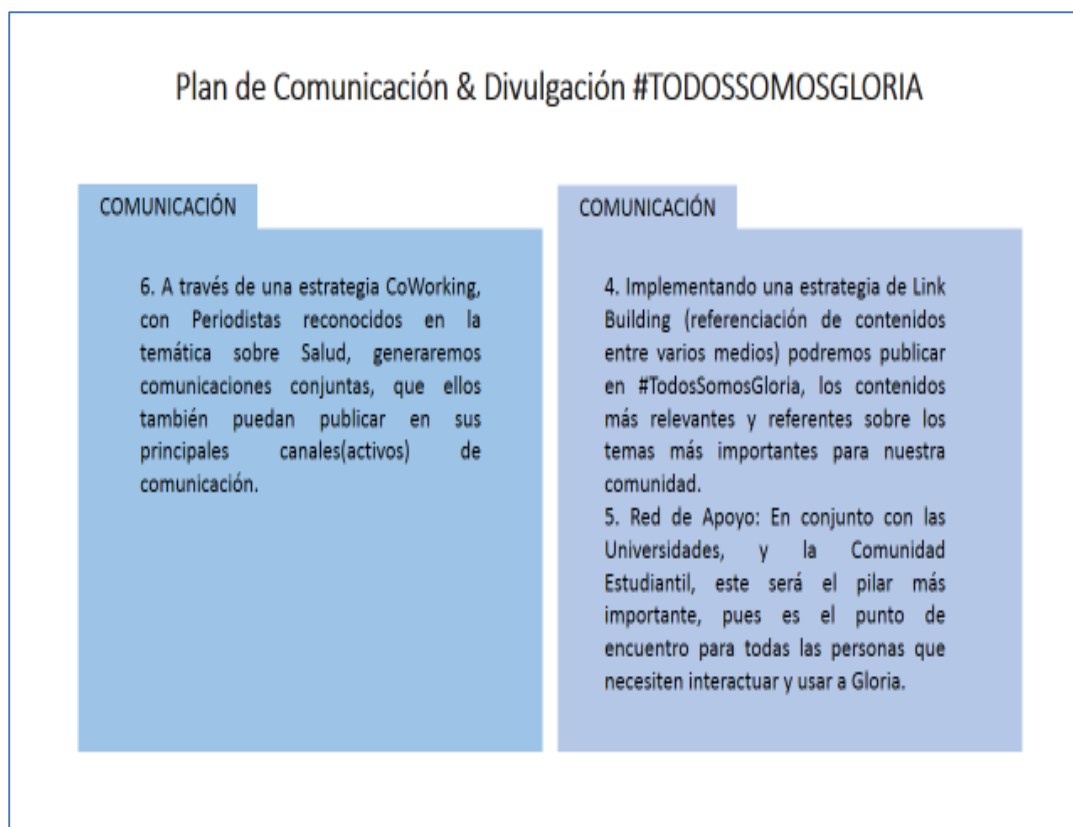 Plan de Comunicación & Divulgación #TODOSSOMOSGLORIA
COMUNICACIÓN
6. A través de una estrategia CoWorking,
con Periodistas reconocidos en la
temática sobre Salud, generaremos
comunicaciones conjuntas, que ellos
también puedan publicar en sus
principales canales(activos) de
comunicación.
COMUNICACIÓN
4. Implementando una estrategia de Link
Building (referenciación de contenidos
entre varios medios) podremos publicar
en #TodosSomosGloria, los contenidos
más relevantes y referentes sobre los
temas más importantes para nuestra
comunidad.
5. Red de Apoyo: En conjunto con las
Universidades, y la Comunidad
Estudiantil, este será el pilar más
importante, pues es el punto de
encuentro para todas las personas que
necesiten interactuar y usar a Gloria.